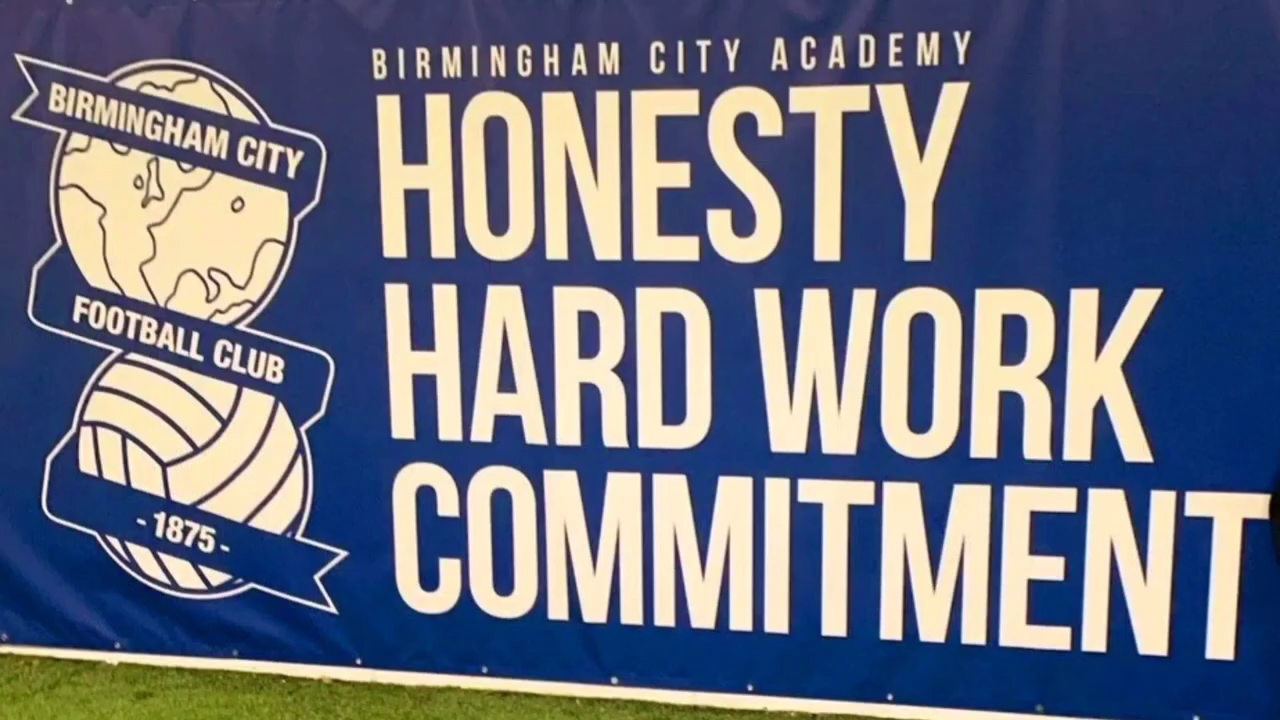 BIRMINGHAM CITY
FOOTBALL CLUB
- 1875 -
BIRMINGHAM CITY ACADEMY
HONESTY
HARD WORK
COMMITMENT